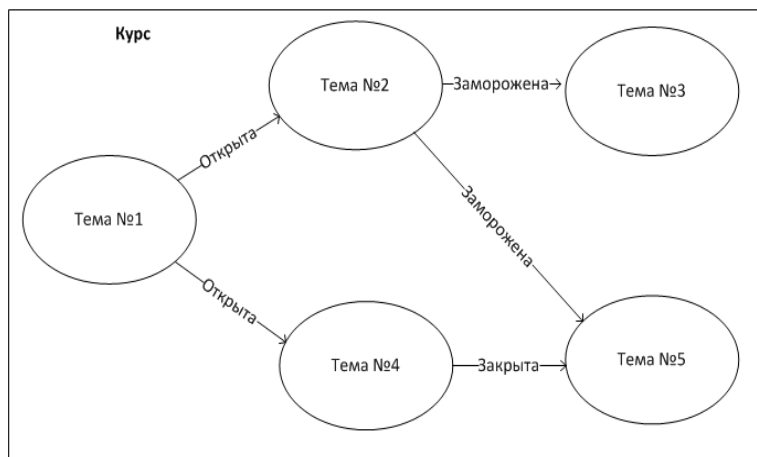 Курс
Тема №2
Заморожена
Тема №3
Открыта
Тема №1
Заморожена
Открыта
Тема №4
Закрыта
Тема №5